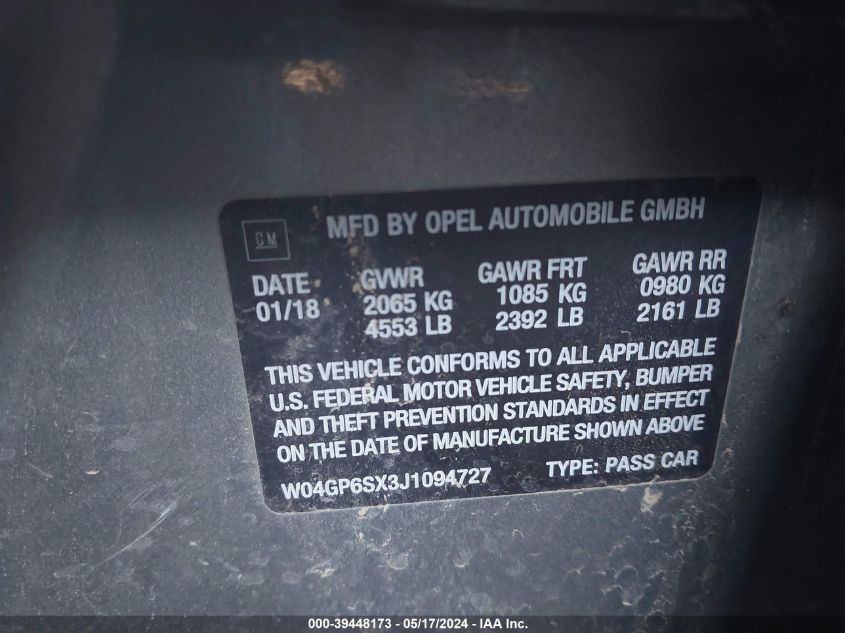 GM
MFD BY OPEL AUTOMOBILE GMBH
DATE GVWR GAWR FRT GAWR RR
01/18 2065 KG 1085 KG 0980 KG
4553 LB 2392 LB 2161 LB
THIS VEHICLE CONFORMS TO ALL APPLICABLE
U.S. FEDERAL MOTOR VEHICLE SAFETY, BUMPER
AND THEFT PREVENTION STANDARDS IN EFFECT
ON THE DATE OF MANUFACTURE SHOWN ABOVE
W04GP6SX3J1094727 TYPE: PASS CAR
000-39448173 - 05/17/2024 - IAA Inc.